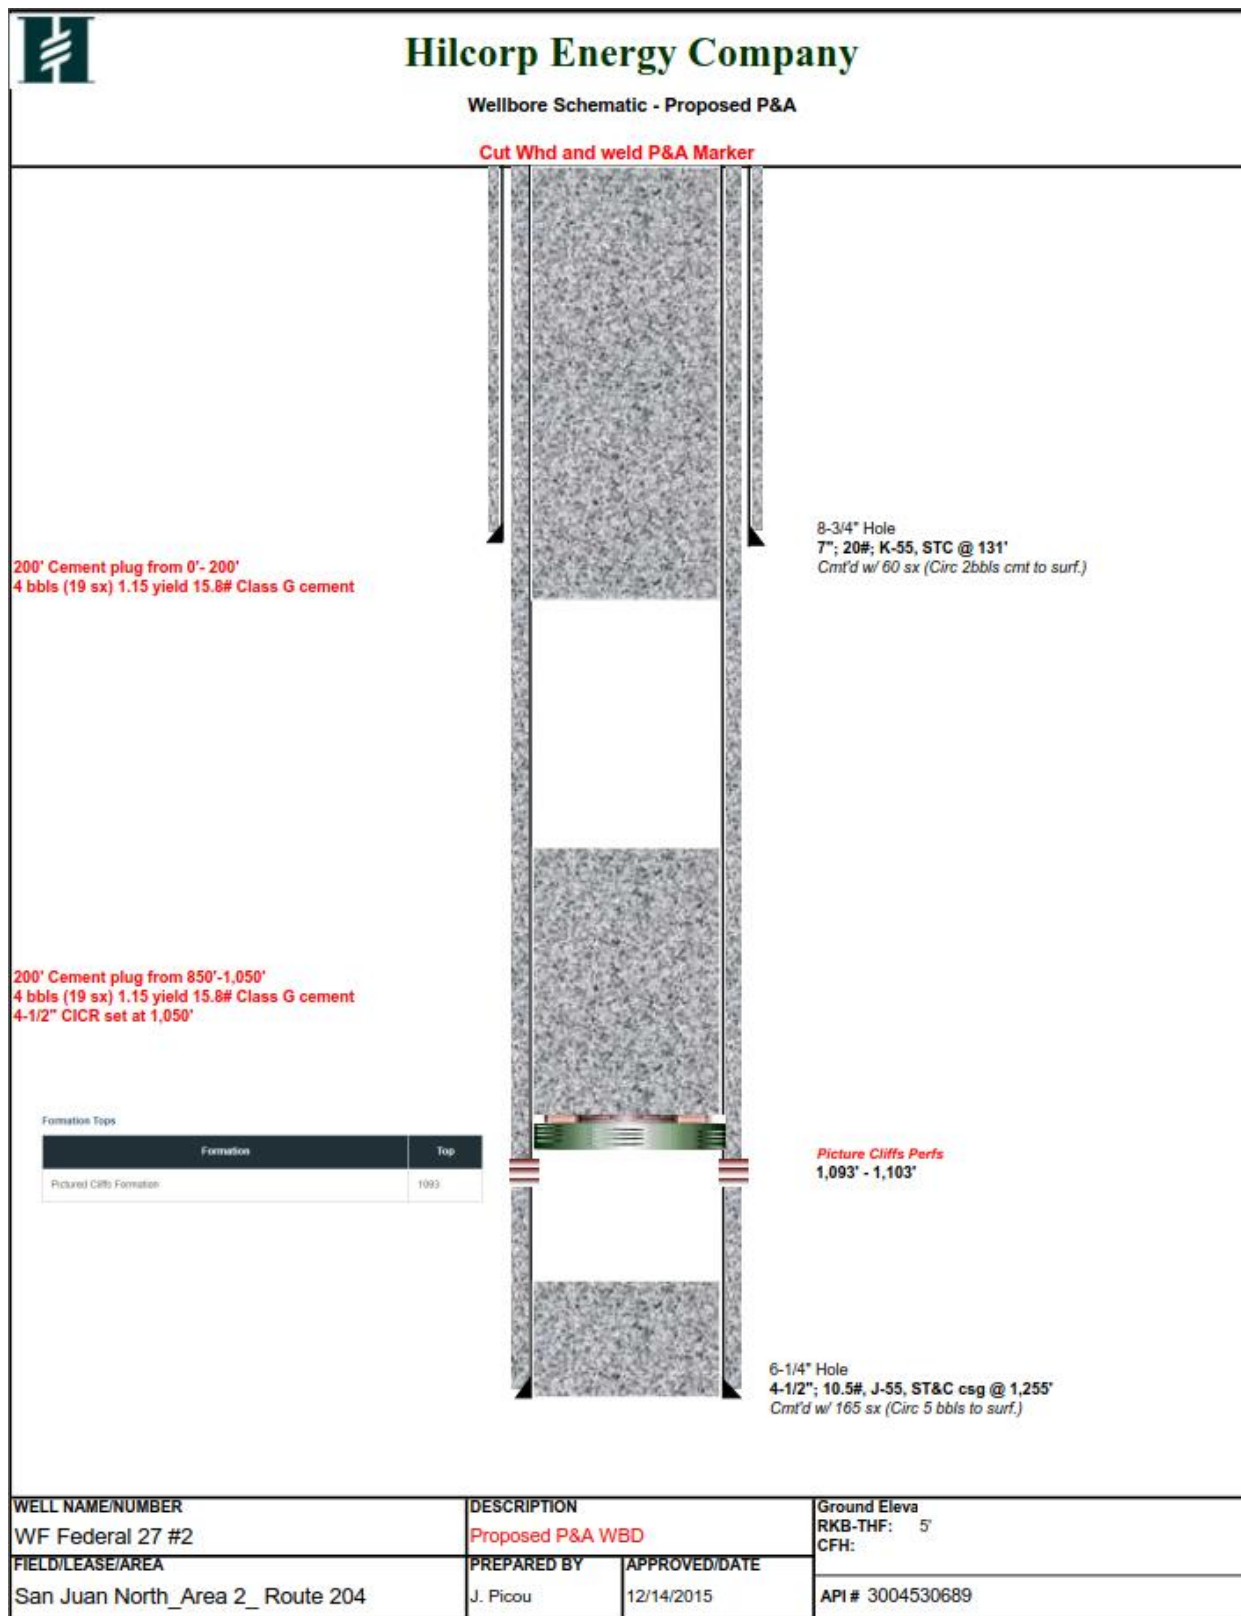 Hilcorp Energy Company
Wellbore Schematic - Proposed P&A
Cut Whd and weld P&A Marker
8-3/4" Hole
7"; 20#; K-55, STC @ 131'
Cmt'd w/ 60 sx (Circ 2bbls cmt to surf.)
200' Cement plug from 0'- 200'
4 bbls (19 sx) 1.15 yield 15.8# Class G cement
200' Cement plug from 850'-1,050'
4 bbls (19 sx) 1.15 yield 15.8# Class G cement
4-1/2" CICR set at 1,050'
Formation Tops
Formation Top
Pictured Cliffs Formation 1093
Picture Cliffs Perfs
1,093' - 1,103'
6-1/4" Hole
4-1/2"; 10.5#, J-55, ST&C csg @ 1,255'
Cmt'd w/ 165 sx (Circ 5 bbls to surf.)
WELL NAME/NUMBER
WF Federal 27 #2
DESCRIPTION
Proposed P&A WBD
Ground Eleva
RKB-THF: 5'
CFH:
FIELD/LEASE/AREA
San Juan North_Area 2_ Route 204
PREPARED BY
J. Picou
APPROVED/DATE
12/14/2015
API # 3004530689